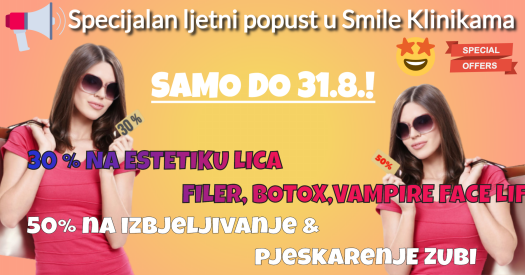 Specijalan ljetni popust u Smile Klinikama
SPECIAL
OFFERS
SAMO DO 31.8.!
30 %
50%
30 % NA ESTETIKU LICA
FILER, BOTOX,VAMPIRE FACE LIF
50% na izbjeljivanje &
pjeskarenje zubi